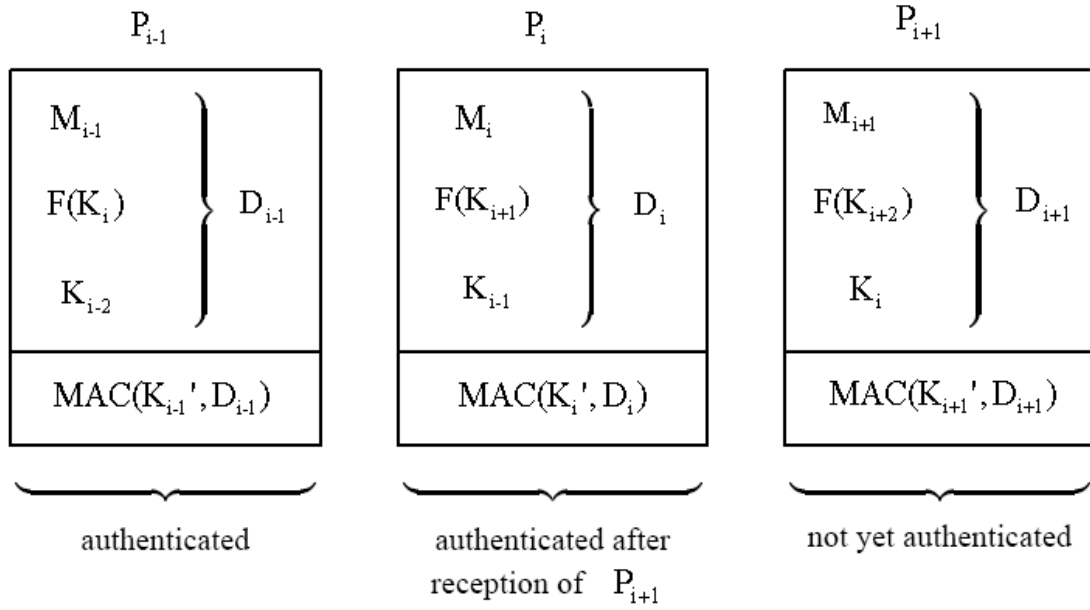 P_{i-1} P_i P_{i+1}
M_{i-1} M_i M_{i+1}
F(K_i) D_{i-1} F(K_{i+1}) D_i F(K_{i+2}) D_{i+1}
K_{i-2} K_{i-1} K_i
MAC(K_{i-1}', D_{i-1}) MAC(K_i', D_i) MAC(K_{i+1}', D_{i+1})
authenticated authenticated after not yet authenticated
reception of P_{i+1}